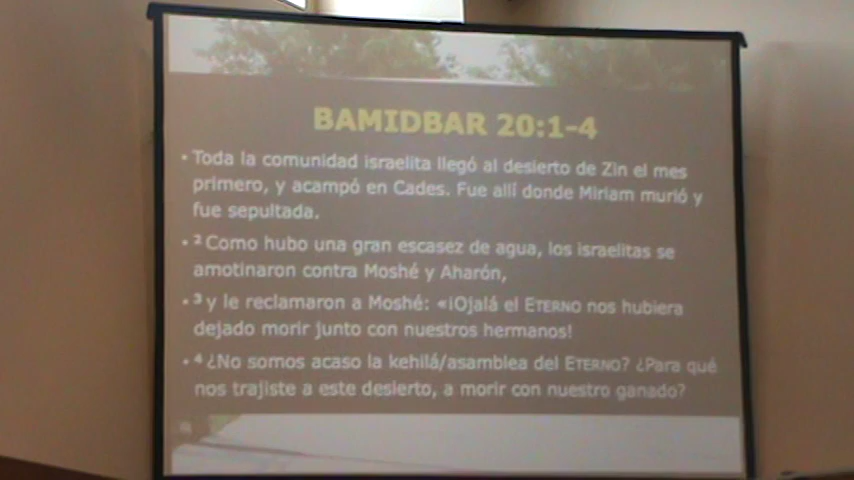 BAMIDBAR 20:1-4
• Toda la comunidad israelita llegó al desierto de Zin el mes
primero, y acampó en Cades. Fue allí donde Miriam murió y
fue sepultada.
• 2 Como hubo una gran escasez de agua, los israelitas se
amotinaron contra Moshé y Aharón,
• 3 y le reclamaron a Moshé: «¡Ojalá el ETERNO nos hubiera
dejado morir junto con nuestros hermanos!
• 4 ¿No somos acaso la kehilá/asamblea del ETERNO? ¿Para qué
nos trajiste a este desierto, a morir con nuestro ganado?